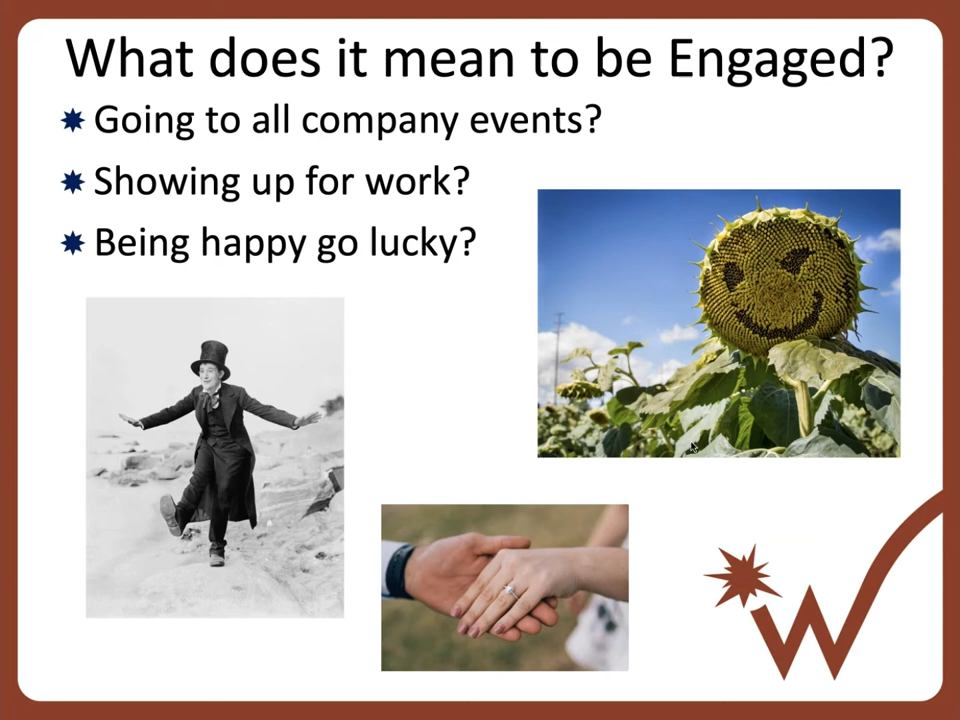 What does it mean to be Engaged?
Going to all company events?
Showing up for work?
Being happy go lucky?
W